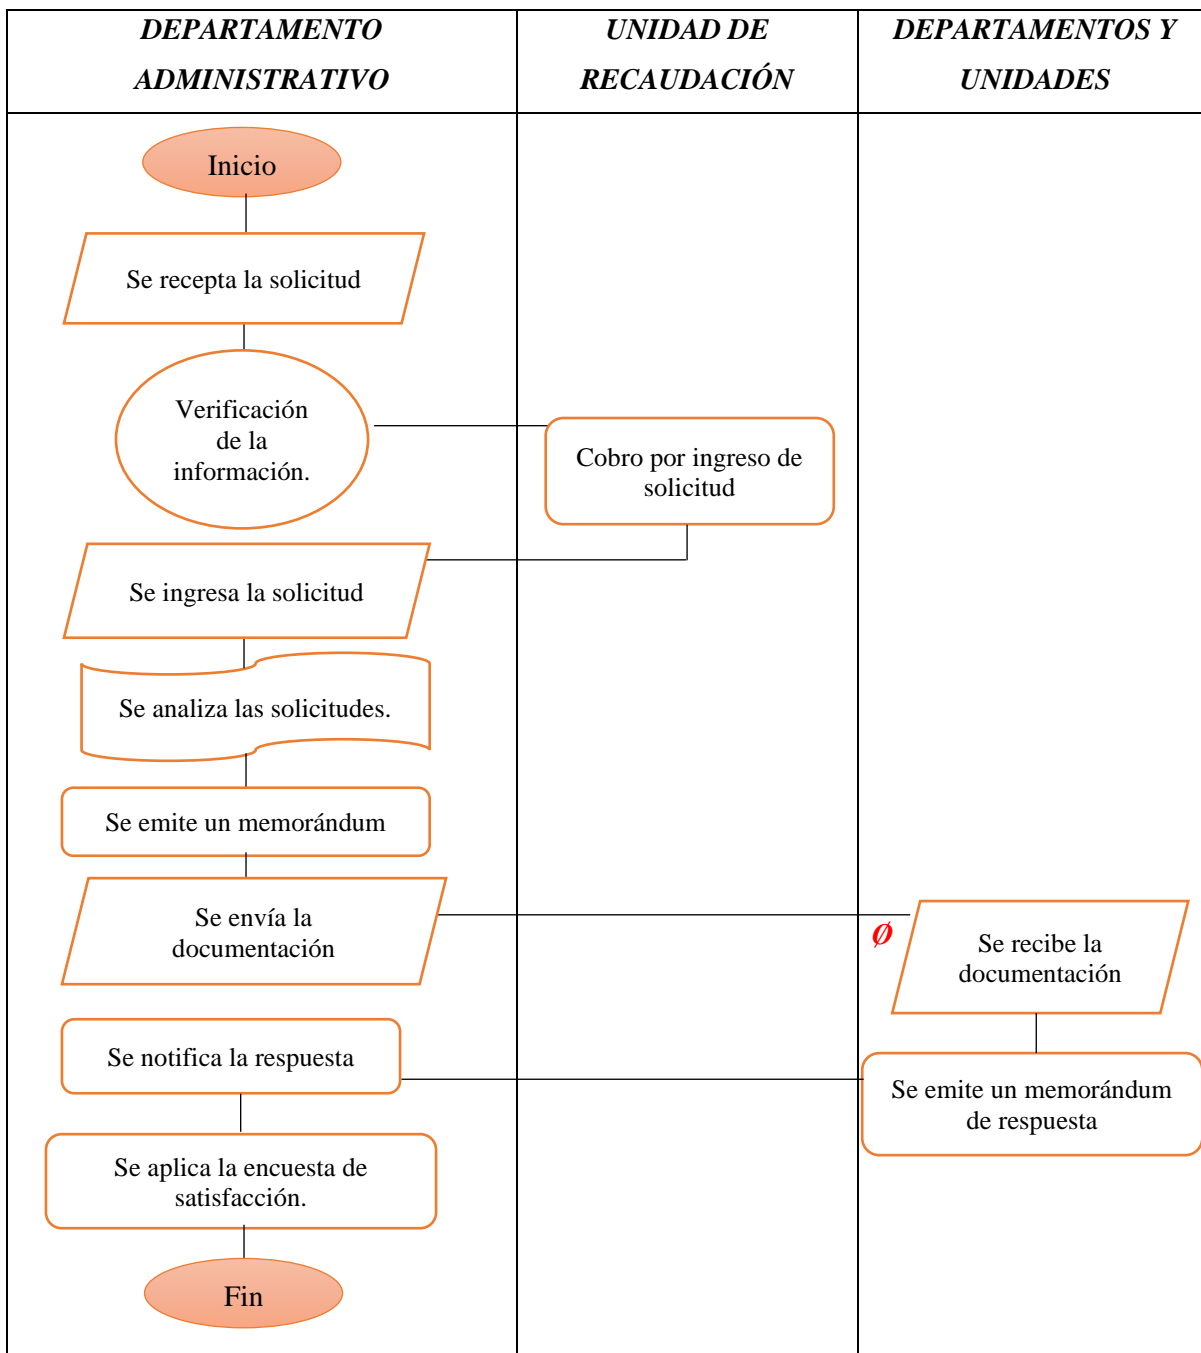 DEPARTAMENTO
ADMINISTRATIVO
UNIDAD DE
RECAUDACIÓN
DEPARTAMENTOS Y
UNIDADES
Inicio
Se recepta la solicitud
Verificación
de la
información.
Cobro por ingreso de
solicitud
Se ingresa la solicitud
Se analiza las solicitudes.
Se emite un memorándum
Se envía la
documentación
Ø
Se recibe la
documentación
Se emite un memorándum
de respuesta
Se notifica la respuesta
Se aplica la encuesta de
satisfacción.
Fin